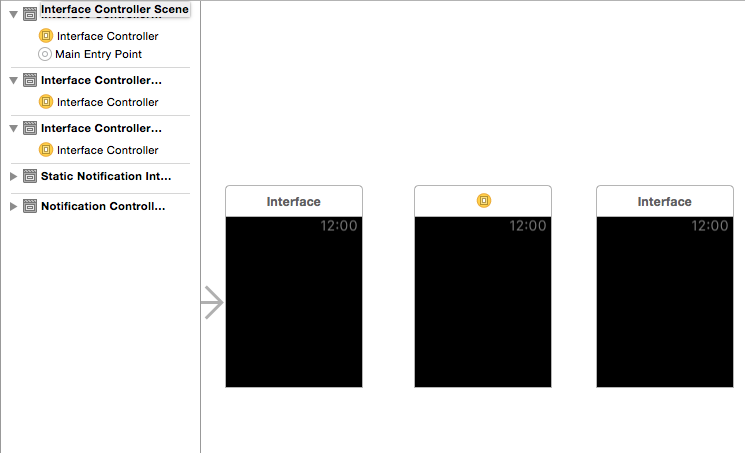 Interface Controller Scene
Interface Controller
Main Entry Point
Interface Controller...
Interface Controller
Interface Controller...
Interface Controller
Static Notification Int...
Notification Controll...
Interface
Interface
12:00
12:00
12:00